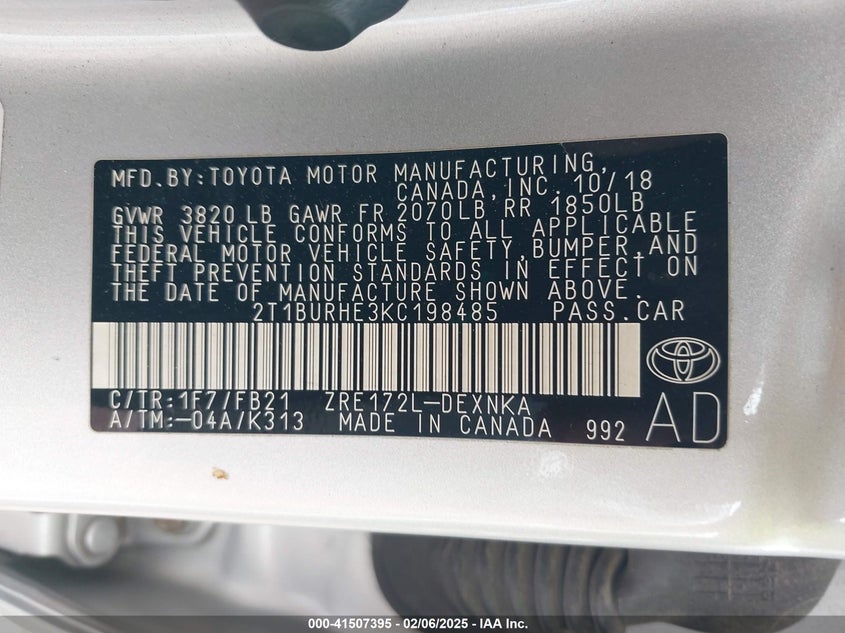 MFD.BY:TOYOTA MOTOR MANUFACTURING,
CANADA,INC. 10/18
GVWR 3820 LB GAWR FR 2070LB RR 1850LB
THIS VEHICLE CONFORMS TO ALL APPLICABLE
FEDERAL MOTOR VEHICLE SAFETY,BUMPER,AND
THEFT PREVENTION STANDARDS IN EFFECT ON
THE DATE OF MANUFACTURE SHOWN ABOVE.
2T1BURHE3KC198485 PASS.CAR
C/TR:1F7/FB21 ZRE172L-DEXNKA
A/TM:-04A/K313 MADE IN CANADA 992 AD
000-41507395 - 02/06/2025 - IAA Inc.